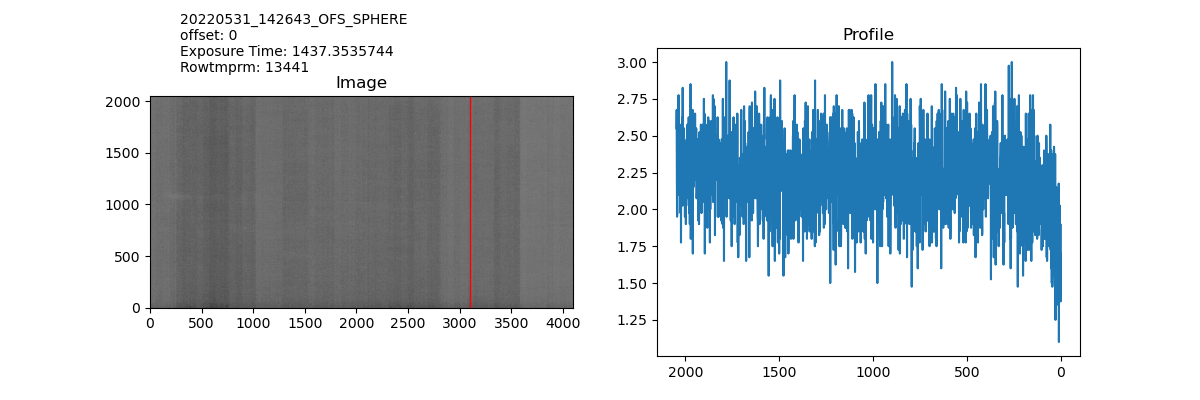 20220531_142643_OFS_SPHERE
offset: 0
Exposure Time: 1437.3535744
Rowtmprm: 13441
Image
2000
1500
1000
500
0
0 500 1000 1500 2000 2500 3000 3500 4000
Profile
3.00
2.75
2.50
2.25
2.00
1.75
1.50
1.25
2000 1500 1000 500 0